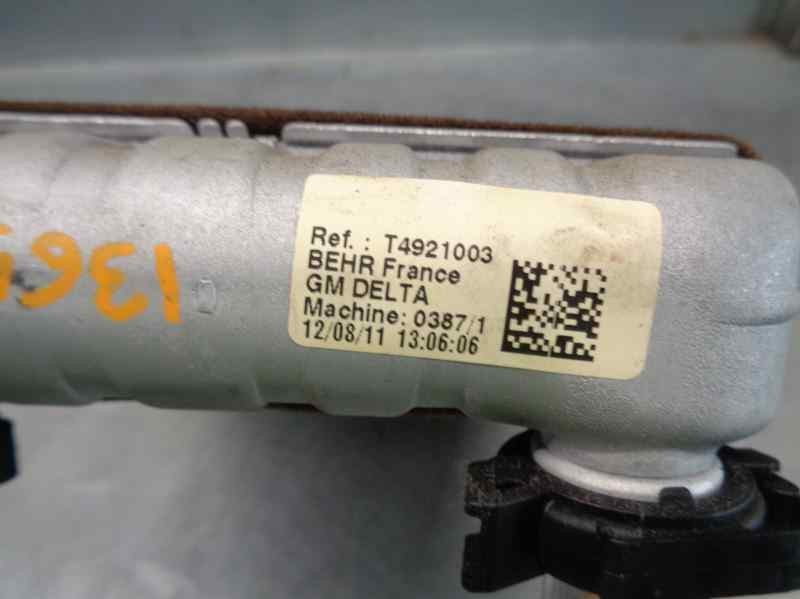 Ref. : T4921003
BEHR France
GM DELTA
Machine: 0387/1
12/08/11 13:06:06